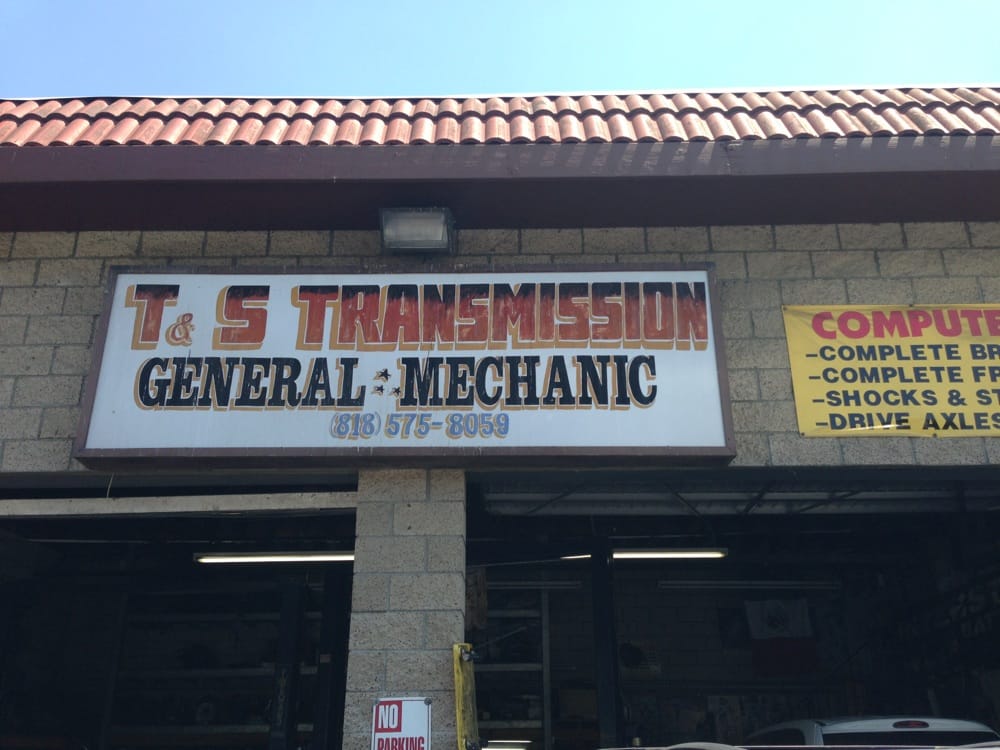 T & S TRANSMISSION
GENERAL MECHANIC
(818) 575-8059
COMPUTE
-COMPLETE BR
-COMPLETE FR
-SHOCKS & ST
-DRIVE AXLES
NO
PARKING